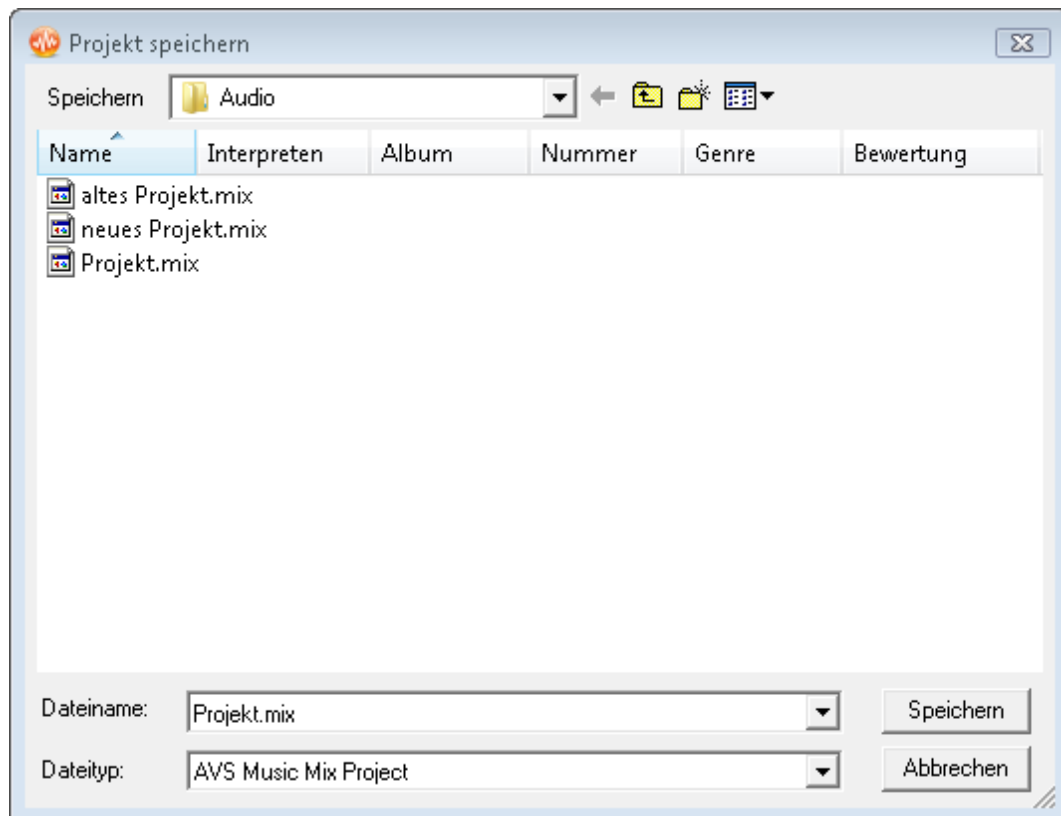 Projekt speichern
Speichern Audio
Name Interpreten Album Nummer Genre Bewertung
altes Projekt.mix
neues Projekt.mix
Projekt.mix
Dateiname: Projekt.mix Speichern
Dateityp: AVS Music Mix Project Abbrechen